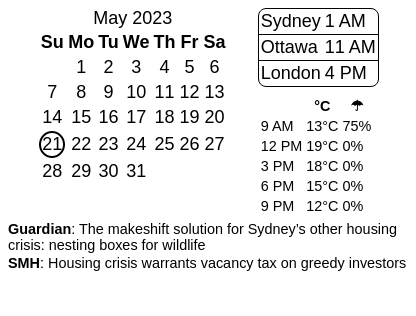 May 2023
Su Mo Tu We Th Fr Sa
1 2 3 4 5 6
7 8 9 10 11 12 13
14 15 16 17 18 19 20
21 22 23 24 25 26 27
28 29 30 31
Sydney 1 AM
Ottawa 11 AM
London 4 PM
°C ☂
9 AM 13°C 75%
12 PM 19°C 0%
3 PM 18°C 0%
6 PM 15°C 0%
9 PM 12°C 0%
Guardian: The makeshift solution for Sydney’s other housing
crisis: nesting boxes for wildlife
SMH: Housing crisis warrants vacancy tax on greedy investors